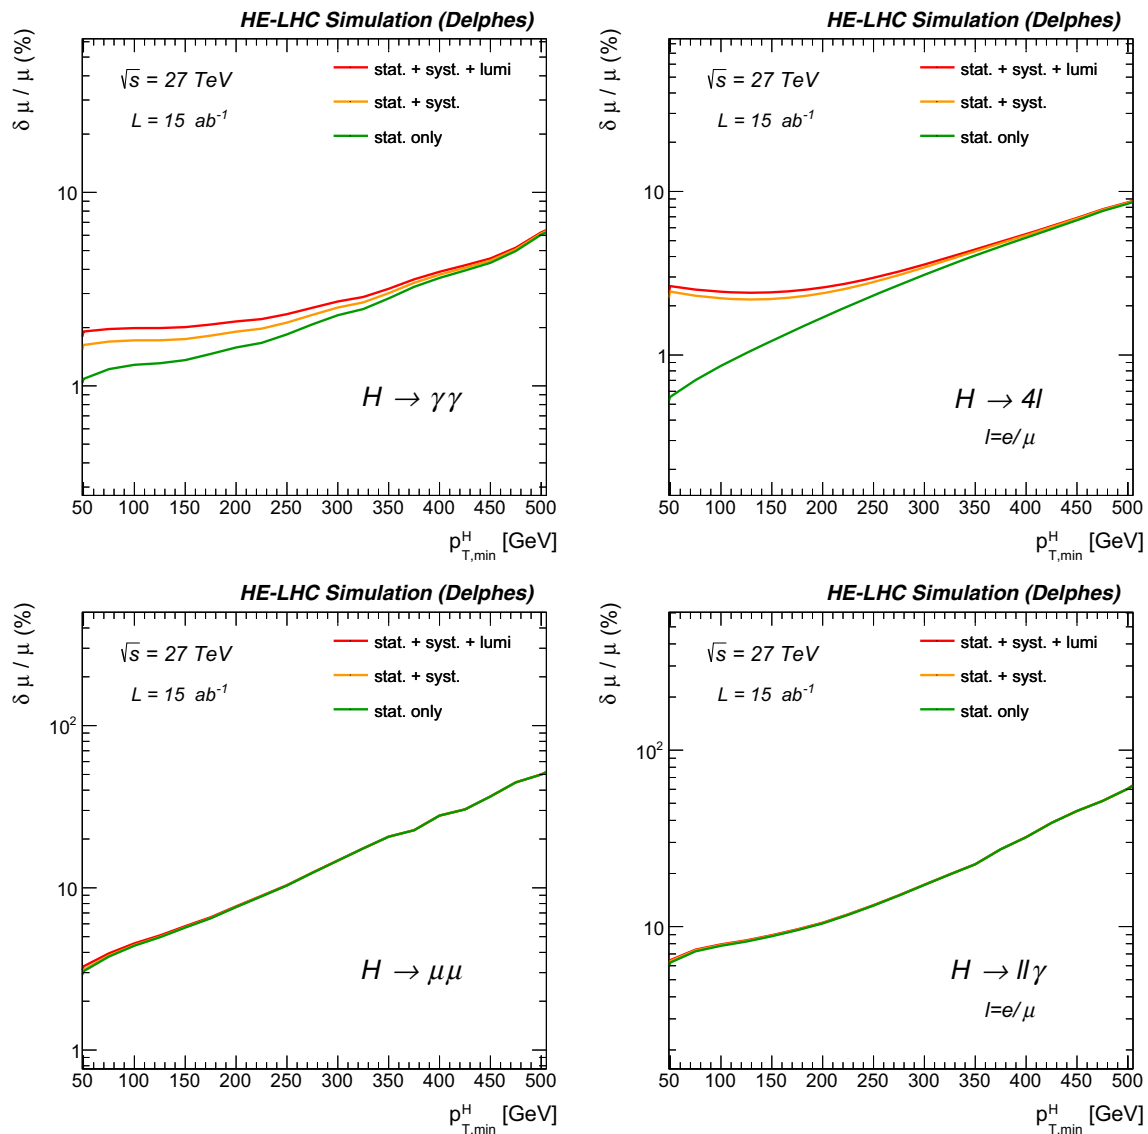 HE-LHC Simulation (Delphes)
δ μ / μ (%)
√s = 27 TeV
L = 15 ab⁻¹
stat. + syst. + lumi
stat. + syst.
stat. only
10
1
H → γγ
50 100 150 200 250 300 350 400 450 500
p_{T,min}^H [GeV]
HE-LHC Simulation (Delphes)
δ μ / μ (%)
√s = 27 TeV
L = 15 ab⁻¹
stat. + syst. + lumi
stat. + syst.
stat. only
10
1
H → 4l
l=e/μ
50 100 150 200 250 300 350 400 450 500
p_{T,min}^H [GeV]
HE-LHC Simulation (Delphes)
δ μ / μ (%)
√s = 27 TeV
L = 15 ab⁻¹
stat. + syst. + lumi
stat. + syst.
stat. only
10²
10
1
H → μμ
50 100 150 200 250 300 350 400 450 500
p_{T,min}^H [GeV]
HE-LHC Simulation (Delphes)
δ μ / μ (%)
√s = 27 TeV
L = 15 ab⁻¹
stat. + syst. + lumi
stat. + syst.
stat. only
10²
10
H → llγ
l=e/μ
50 100 150 200 250 300 350 400 450 500
p_{T,min}^H [GeV]